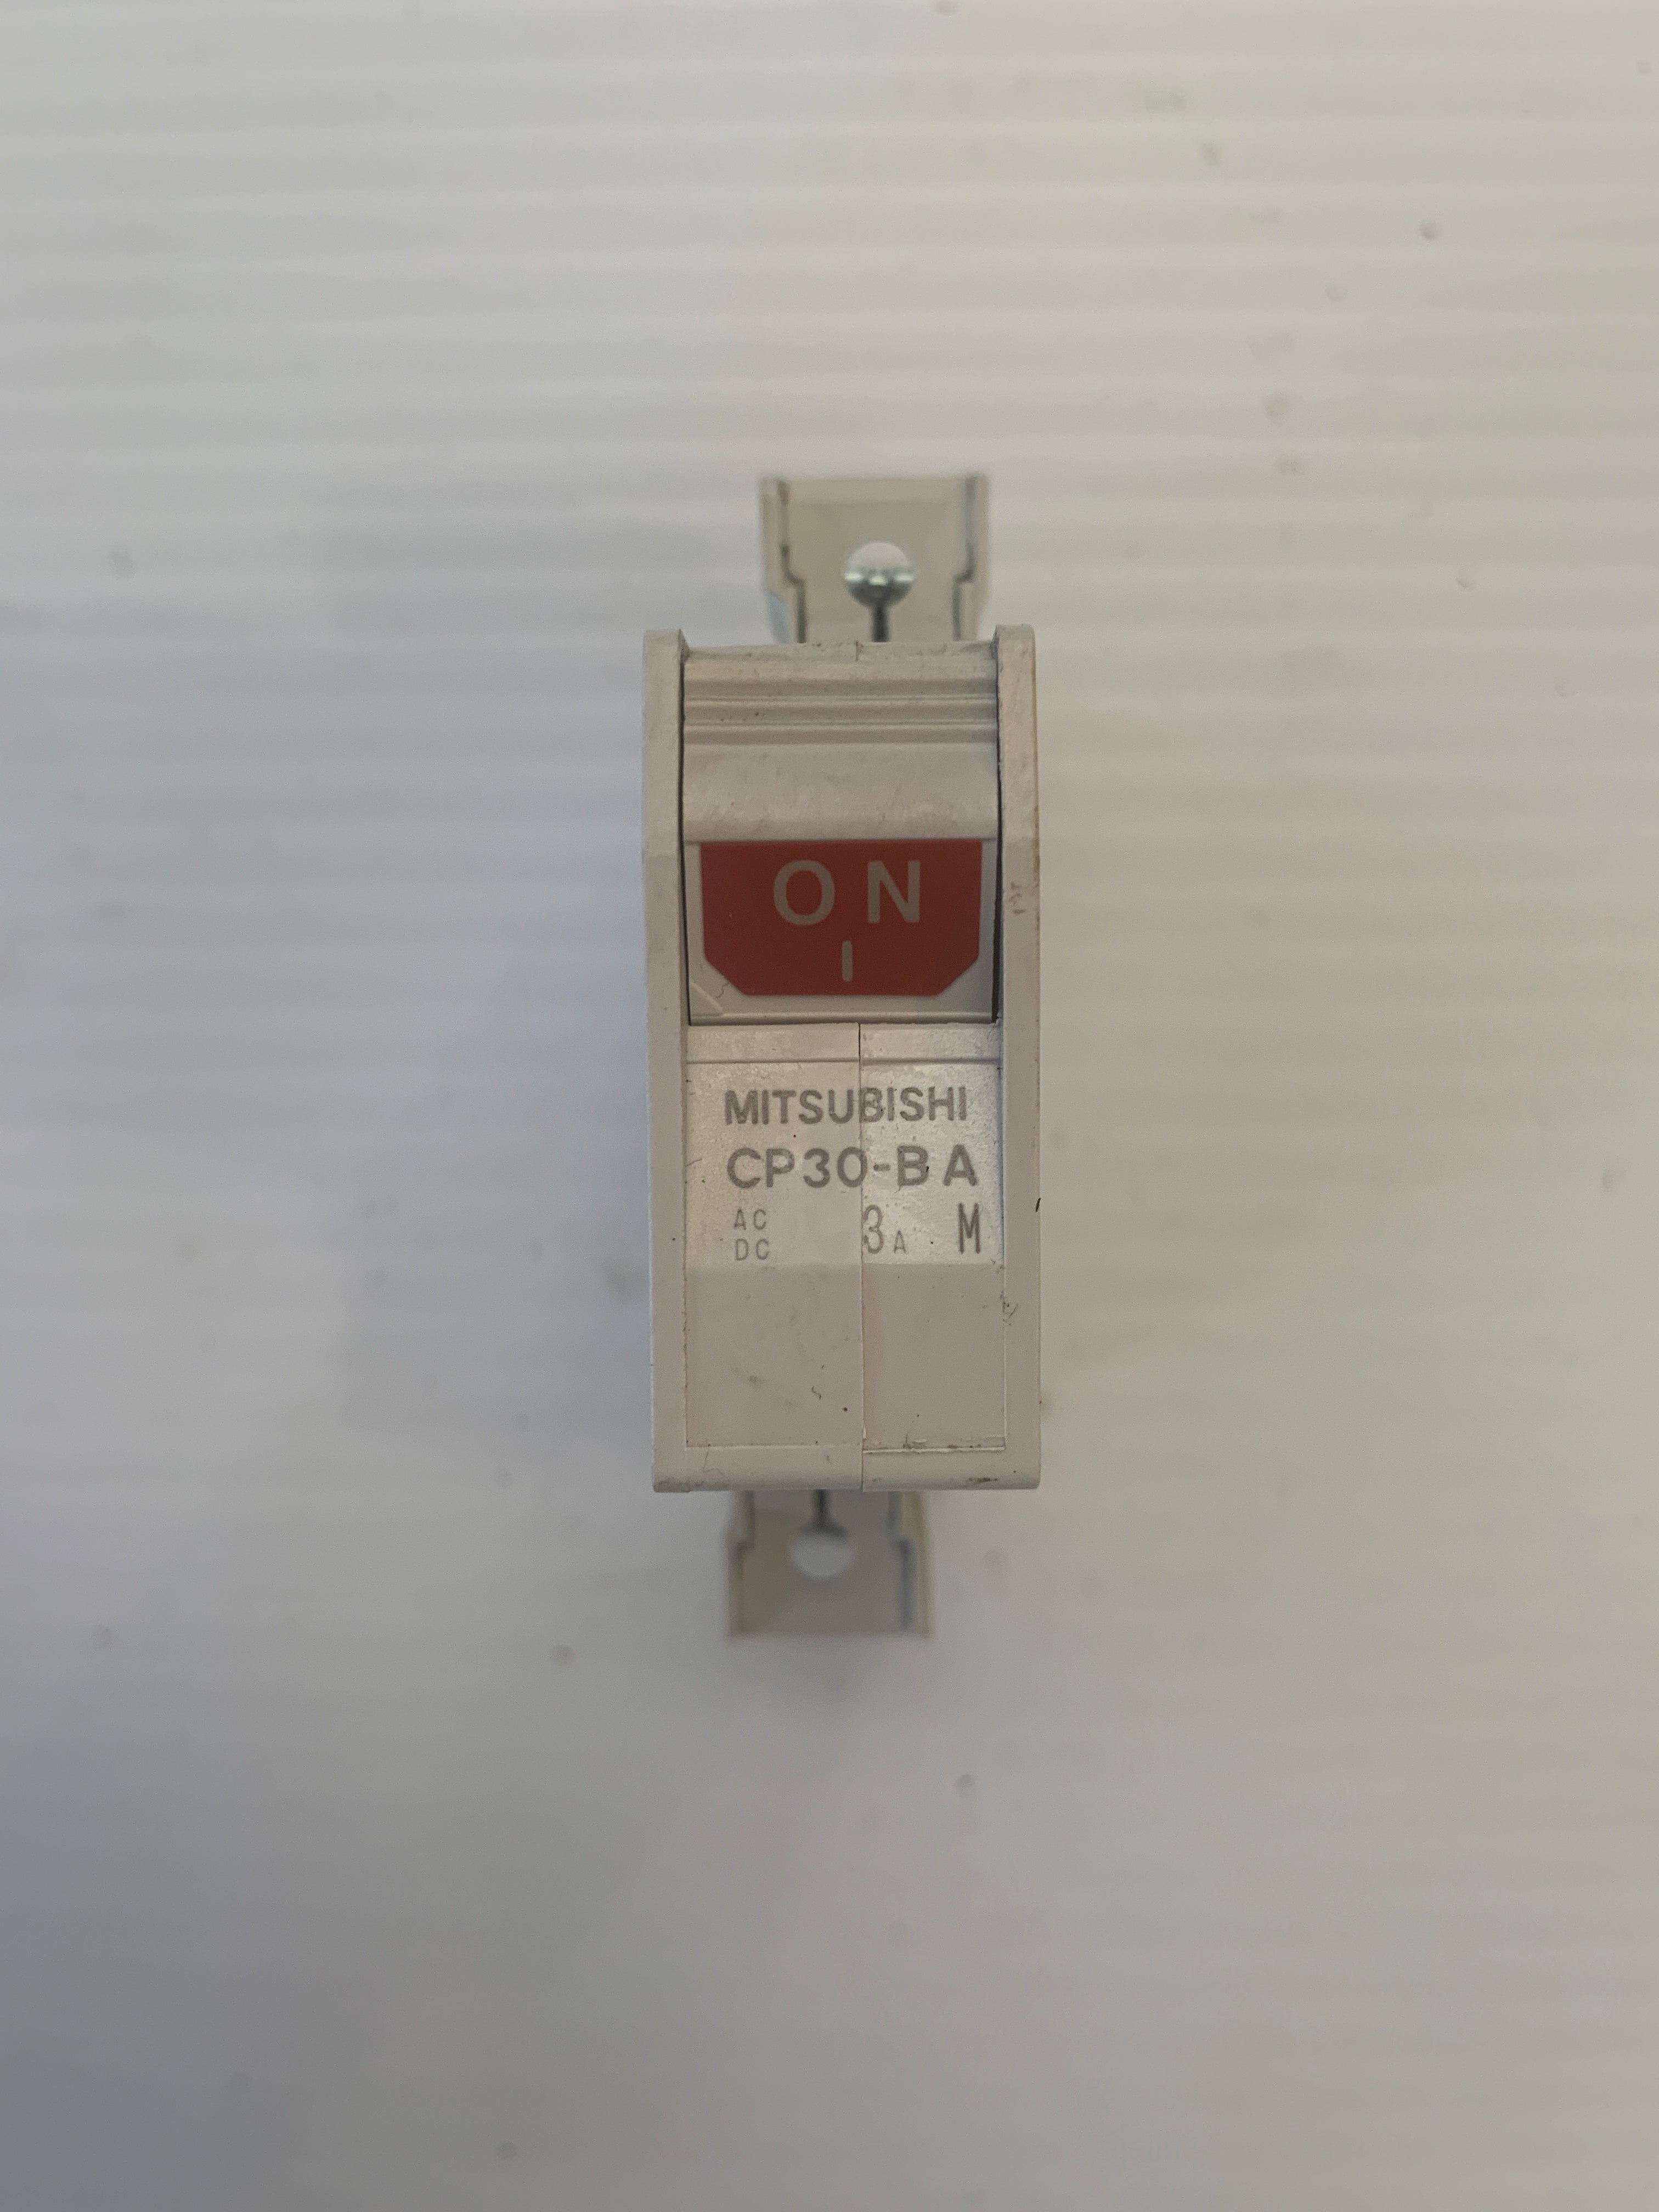 ON
I
MITSUBISHI
CP30-BA
AC
DC 3A M